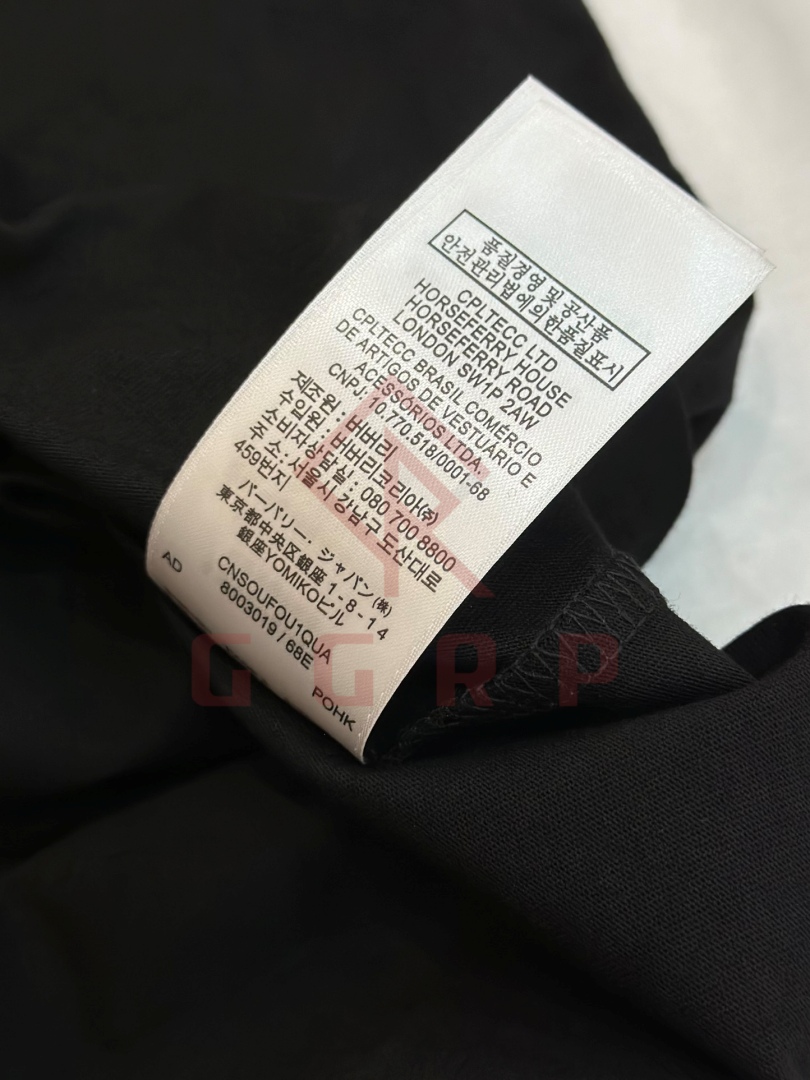 품질경영 및 공산품
안전관리법에의한품질표시
CPLTECC LTD
HORSEFERRY HOUSE
HORSEFERRY ROAD
LONDON SW1P 2AW
CPLTECC BRASIL COMÉRCIO
DE ARTIGOS DE VESTUÁRIO E
ACESSÓRIOS LTDA
CNPJ: 10.770.518/0001-68
제조원 : 버버리
수입원 : 버버리코리아(주)
소비자상담실 : 080 700 8800
주 소 : 서울시 강남구 도산대로
459번지
バーバリー・ジャパン(株)
東京都中央区銀座 1-8-14
銀座YOMIKOビル
CNSOUFOU1QUA
8003019 / 68E
AD
POHK
GGRP